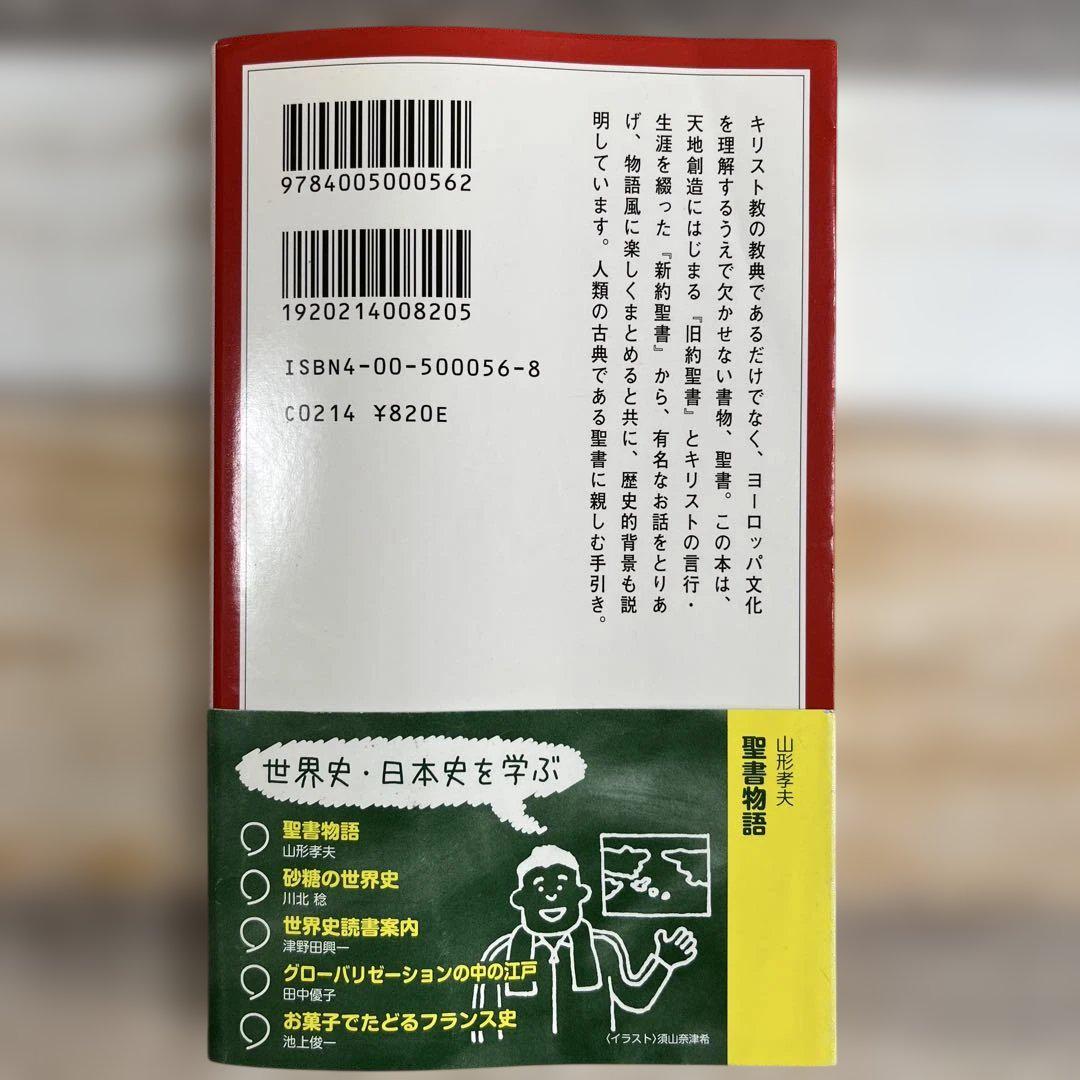 9784005000562
1920214008205
ISBN4-00-500056-8
C0214 ¥820E
キリスト教の教典であるだけでなく、ヨーロッパ文化
を理解するうえで欠かせない書物、聖書。この本は、
天地創造にはじまる『旧約聖書』とキリストの言行・
生涯を綴った『新約聖書』から、有名なお話をとりあ
げ、物語風に楽しくまとめると共に、歴史的背景も説
明しています。人類の古典である聖書に親しむ手引き。
世界史・日本史を学ぶ
聖書物語
山形孝夫
砂糖の世界史
川北 稔
世界史読書案内
津野田興一
グローバリゼーションの中の江戸
田中優子
お菓子でたどるフランス史
池上俊一
〈イラスト〉須山奈津希
山形孝夫
聖書物語